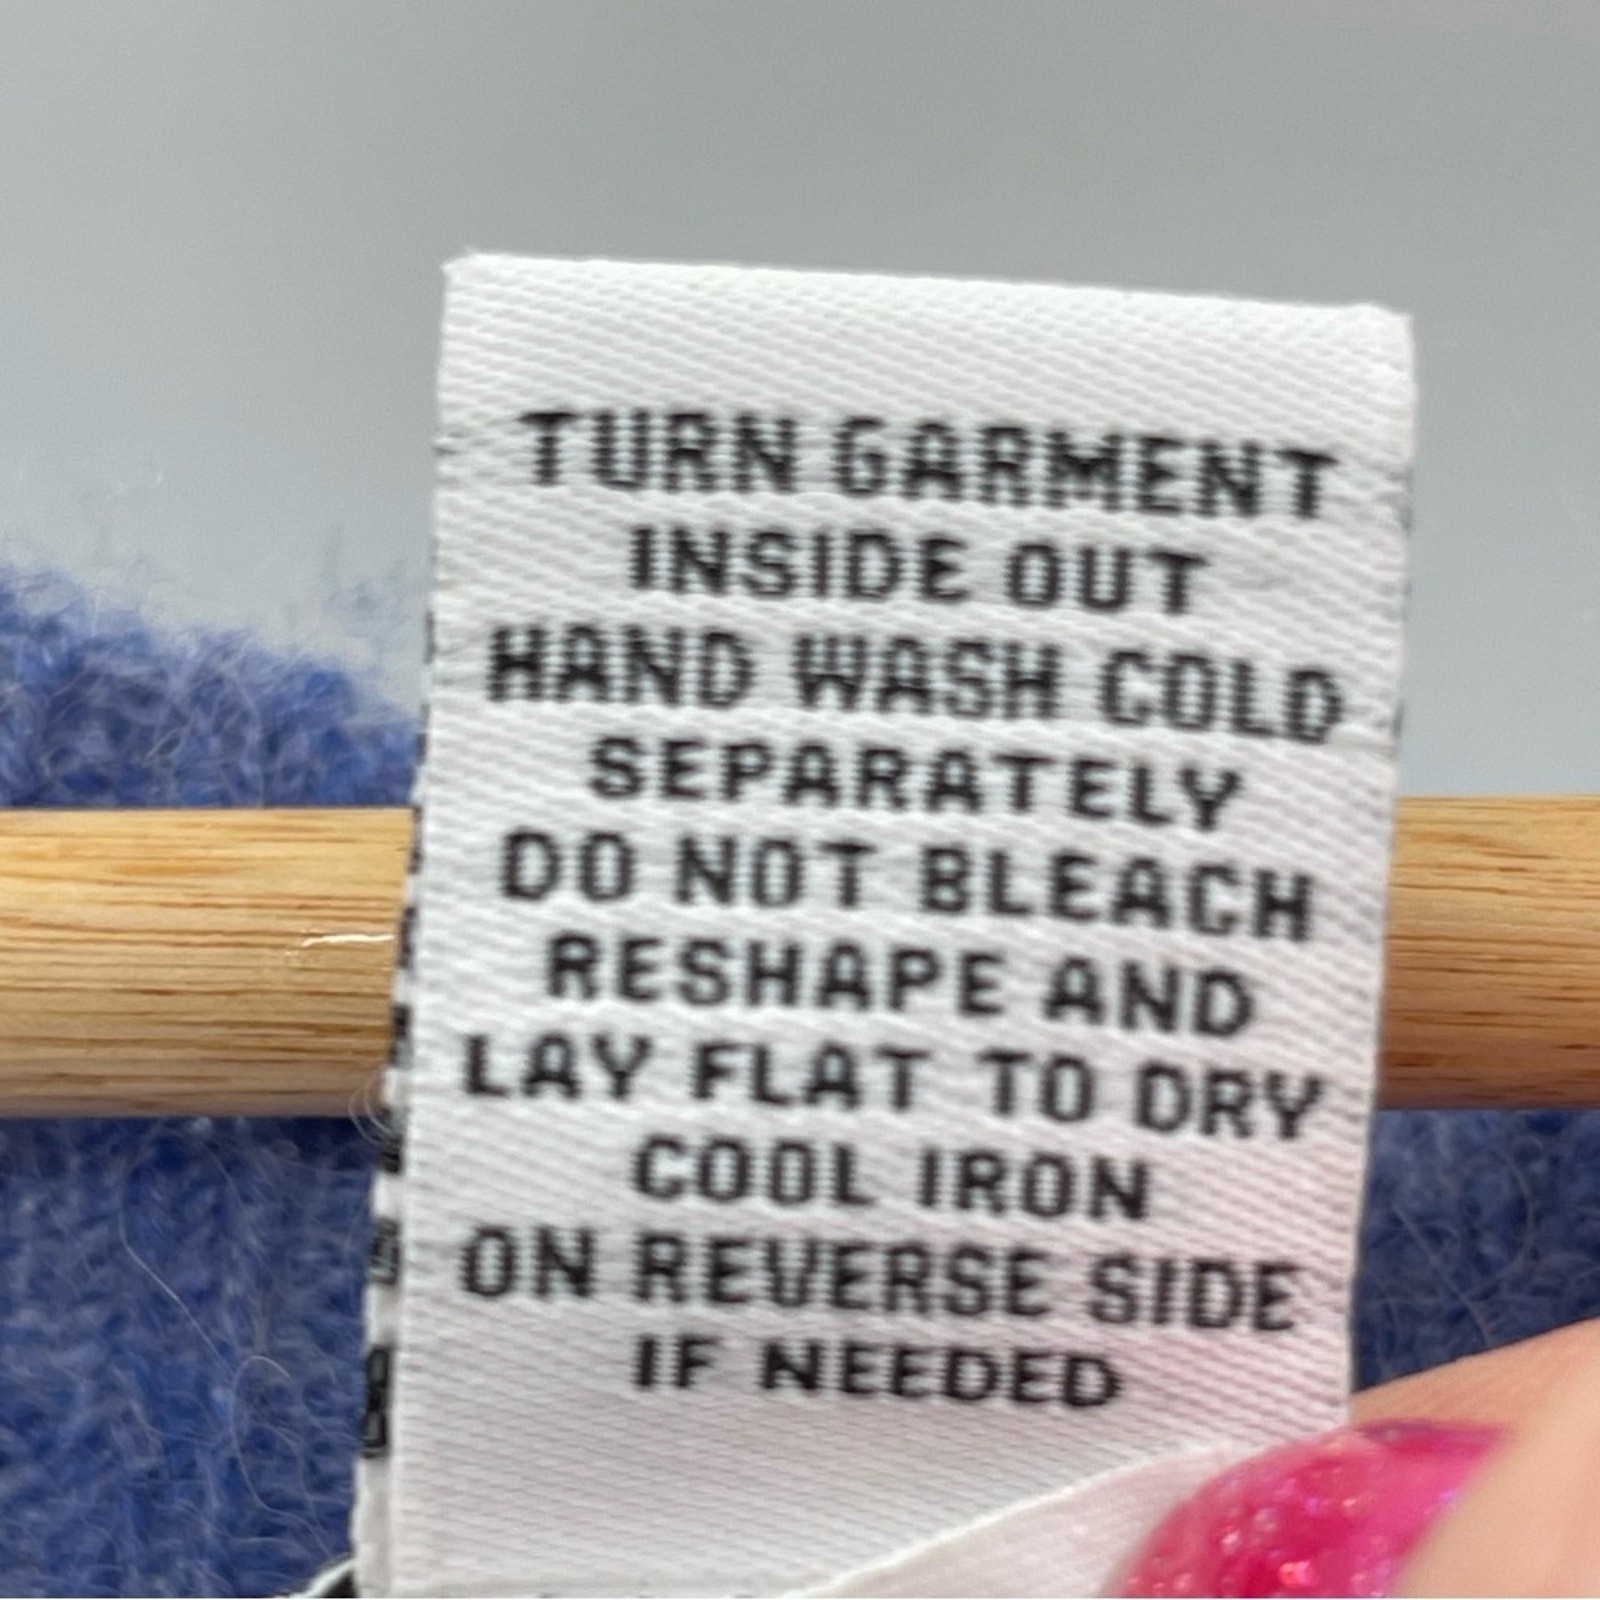 TURN GARMENT
INSIDE OUT
HAND WASH COLD
SEPARATELY
DO NOT BLEACH
RESHAPE AND
LAY FLAT TO DRY
COOL IRON
ON REVERSE SIDE
IF NEEDED